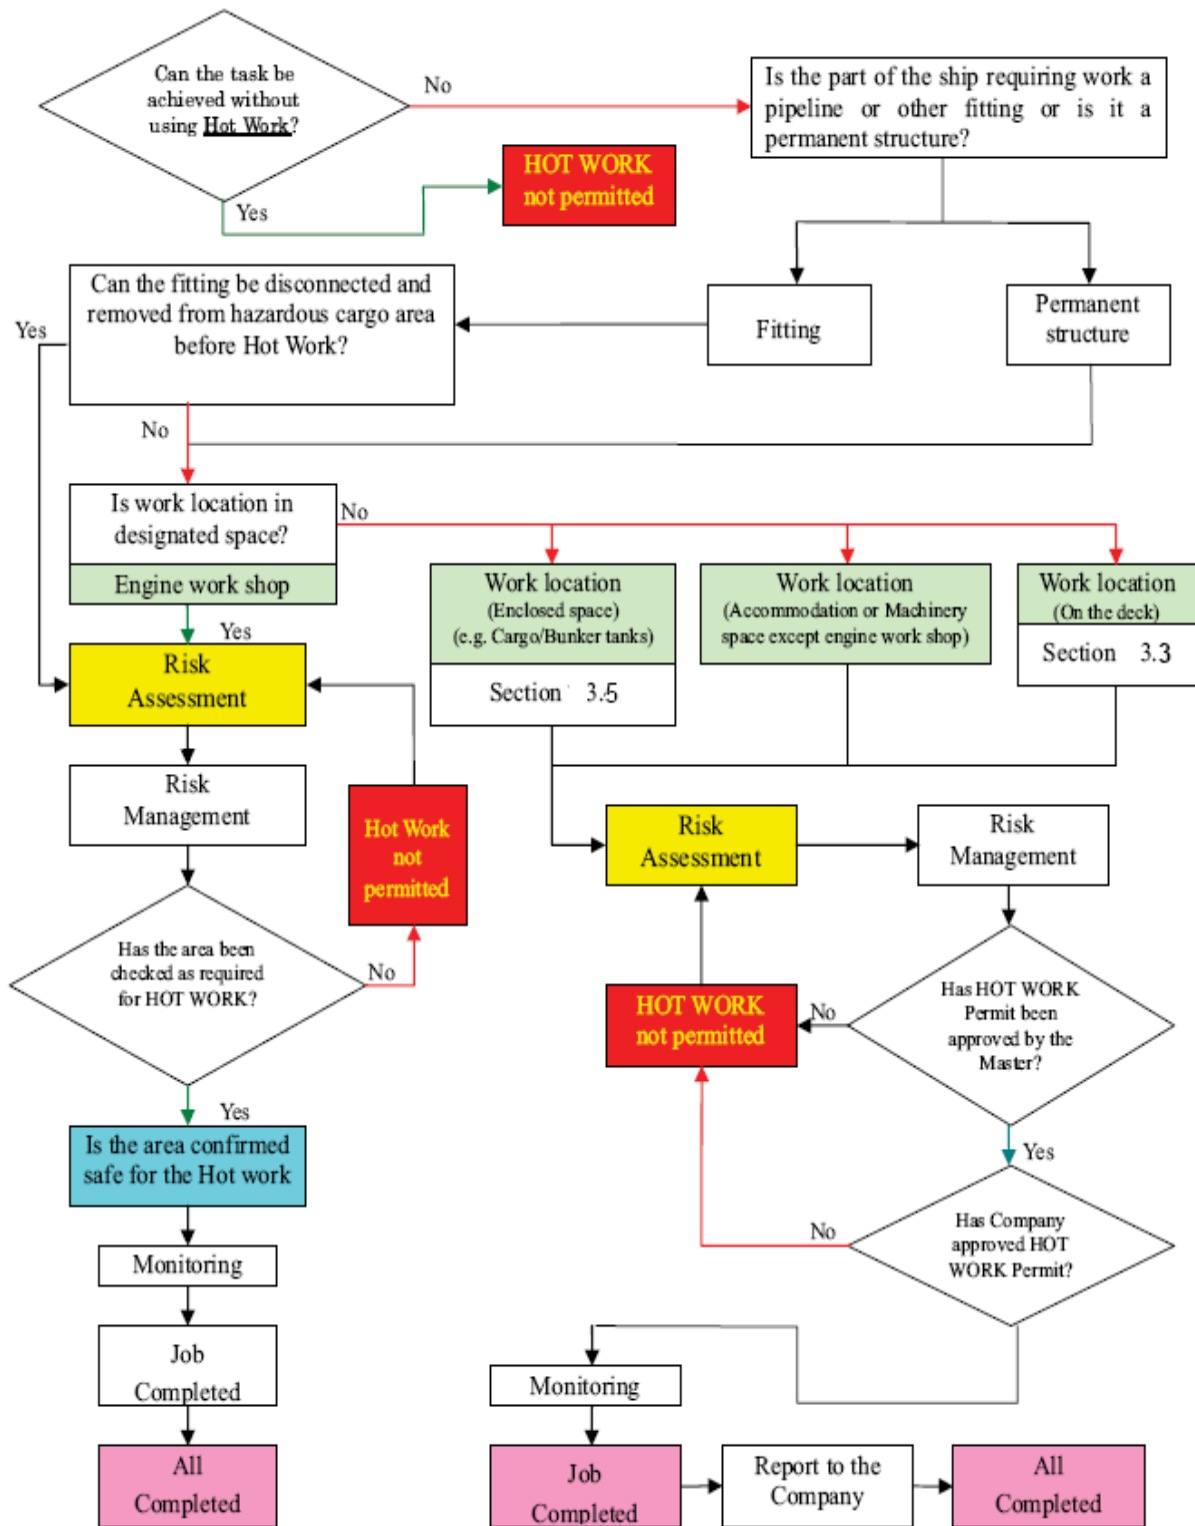 Can the task be
achieved without
using Hot Work?
No
Is the part of the ship requiring work a
pipeline or other fitting or is it a
permanent structure?
HOT WORK
not permitted
Yes
Can the fitting be disconnected and
removed from hazardous cargo area
before Hot Work?
Yes
Fitting
Permanent
structure
No
Is work location in
designated space?
Engine work shop
No
Yes
Work location
(Enclosed space)
(e.g. Cargo/Bunker tanks)
Section 3.5
Work location
(Accommodation or Machinery
space except engine work shop)
Work location
(On the deck)
Section 3.3
Risk
Assessment
Risk
Management
Hot Work
not
permitted
Has the area been
checked as required
for HOT WORK?
No
Yes
Is the area confirmed
safe for the Hot work
Monitoring
Job
Completed
All
Completed
Risk
Assessment
Risk
Management
HOT WORK
not permitted
No
Has HOT WORK
Permit been
approved by the
Master?
Yes
No
Has Company
approved HOT
WORK Permit?
Monitoring
Job
Completed
Report to the
Company
All
Completed